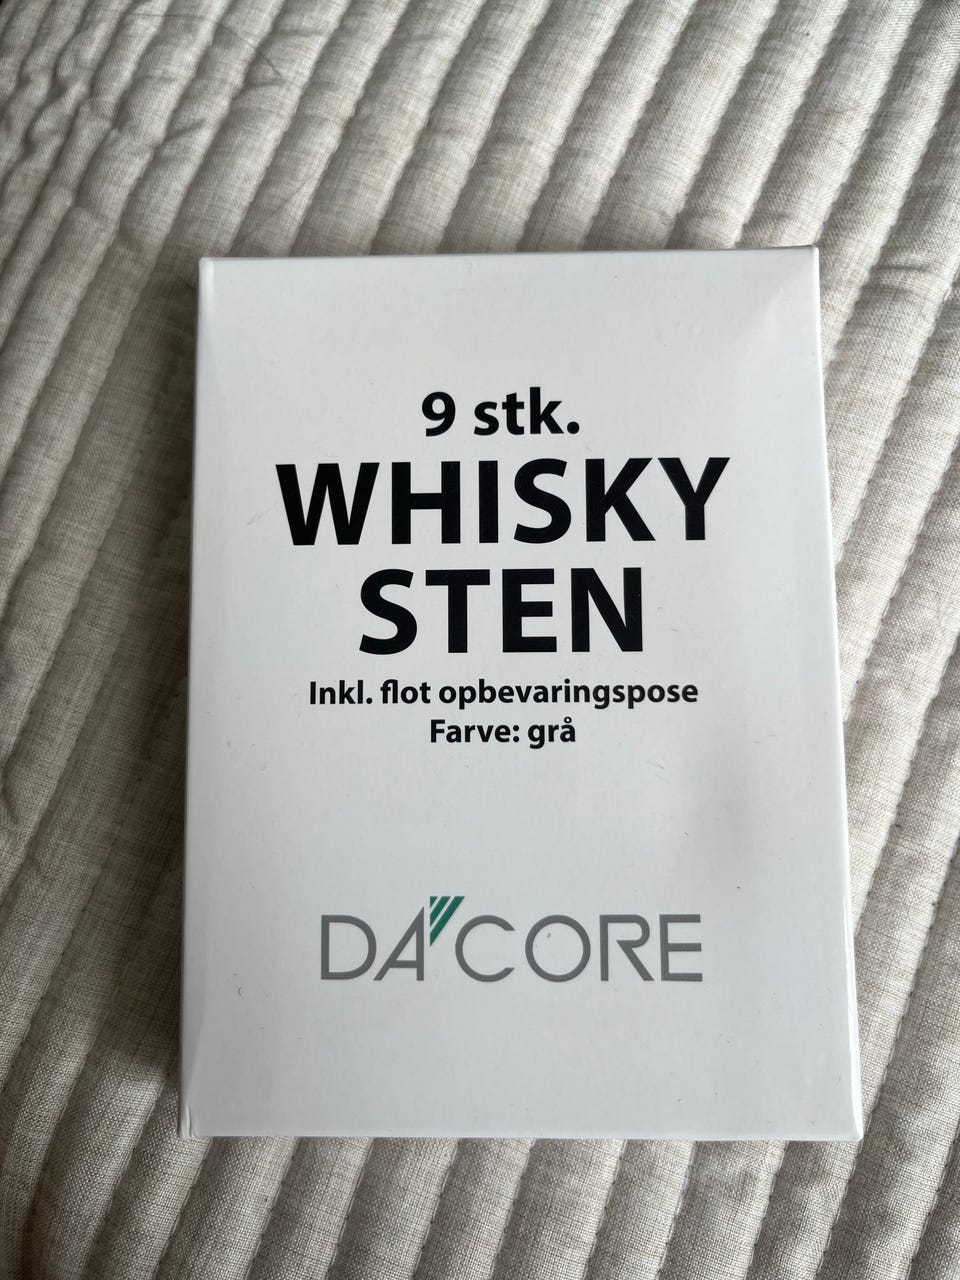 9 stk.
WHISKY
STEN
Inkl. flot opbevaringspose
Farve: grå
DA'CORE